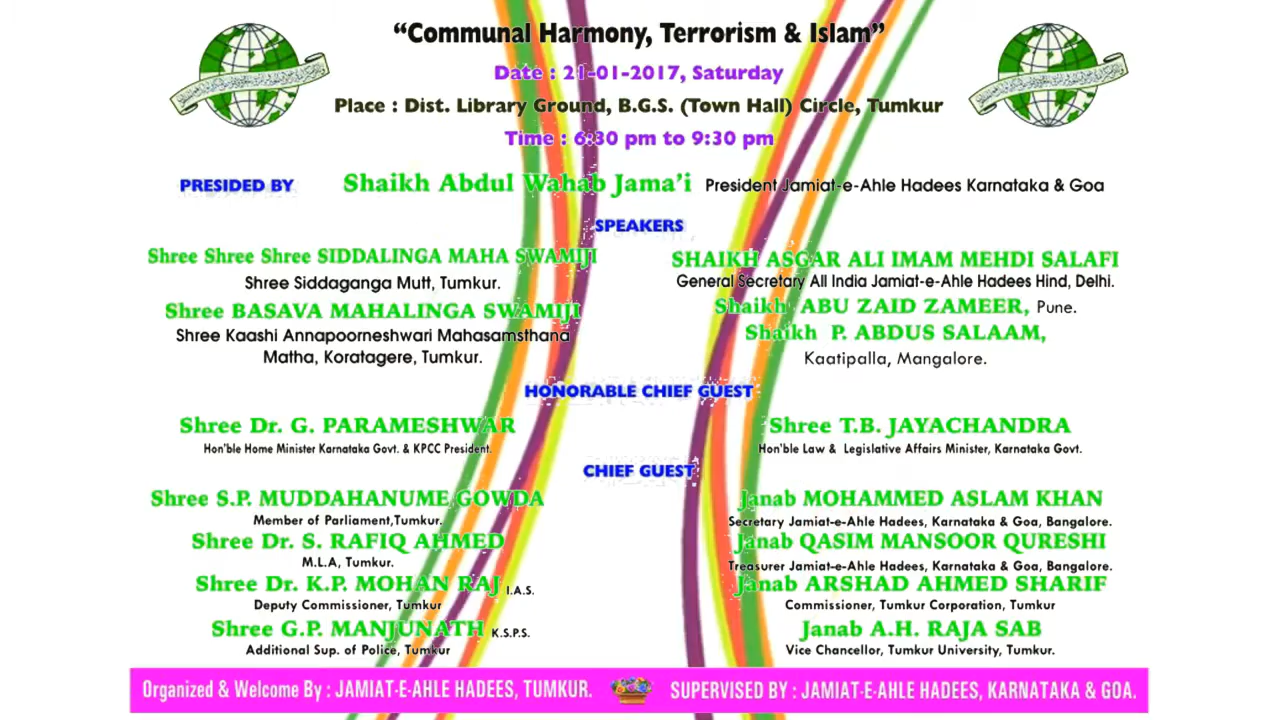 “Communal Harmony, Terrorism & Islam”
Date : 21-01-2017, Saturday
Place : Dist. Library Ground, B.G.S. (Town Hall) Circle, Tumkur
Time : 6:30 pm to 9:30 pm
PRESIDED BY Shaikh Abdul Wahab Jama'i President Jamiat-e-Ahle Hadees Karnataka & Goa
SPEAKERS
Shree Shree Shree SIDDALINGA MAHA SWAMIJI
Shree Siddaganga Mutt, Tumkur.
Shree BASAVA MAHALINGA SWAMIJI
Shree Kaashi Annapoorneshwari Mahasamsthana
Matha, Koratagere, Tumkur.
SHAIKH ASGAR ALI IMAM MEHDI SALAFI
General Secretary All India Jamiat-e-Ahle Hadees Hind, Delhi.
Shaikh ABU ZAID ZAMEER, Pune.
Shaikh P. ABDUS SALAAM,
Kaatipalla, Mangalore.
HONORABLE CHIEF GUEST
Shree Dr. G. PARAMESHWAR
Hon'ble Home Minister Karnataka Govt. & KPCC President.
Shree T.B. JAYACHANDRA
Hon'ble Law & Legislative Affairs Minister, Karnataka Govt.
CHIEF GUEST
Shree S.P. MUDDAHANUME GOWDA
Member of Parliament,Tumkur.
Shree Dr. S. RAFIQ AHMED
M.L.A, Tumkur.
Shree Dr. K.P. MOHAN RAJ I.A.S.
Deputy Commissioner, Tumkur
Shree G.P. MANJUNATH K.S.P.S.
Additional Sup. of Police, Tumkur
Janab MOHAMMED ASLAM KHAN
Secretary Jamiat-e-Ahle Hadees, Karnataka & Goa, Bangalore.
Janab QASIM MANSOOR QURESHI
Treasurer Jamiat-e-Ahle Hadees, Karnataka & Goa, Bangalore.
Janab ARSHAD AHMED SHARIF
Commissioner, Tumkur Corporation, Tumkur
Janab A.H. RAJA SAB
Vice Chancellor, Tumkur University, Tumkur.
Organized & Welcome By : JAMIAT-E-AHLE HADEES, TUMKUR.
SUPERVISED BY : JAMIAT-E-AHLE HADEES, KARNATAKA & GOA.